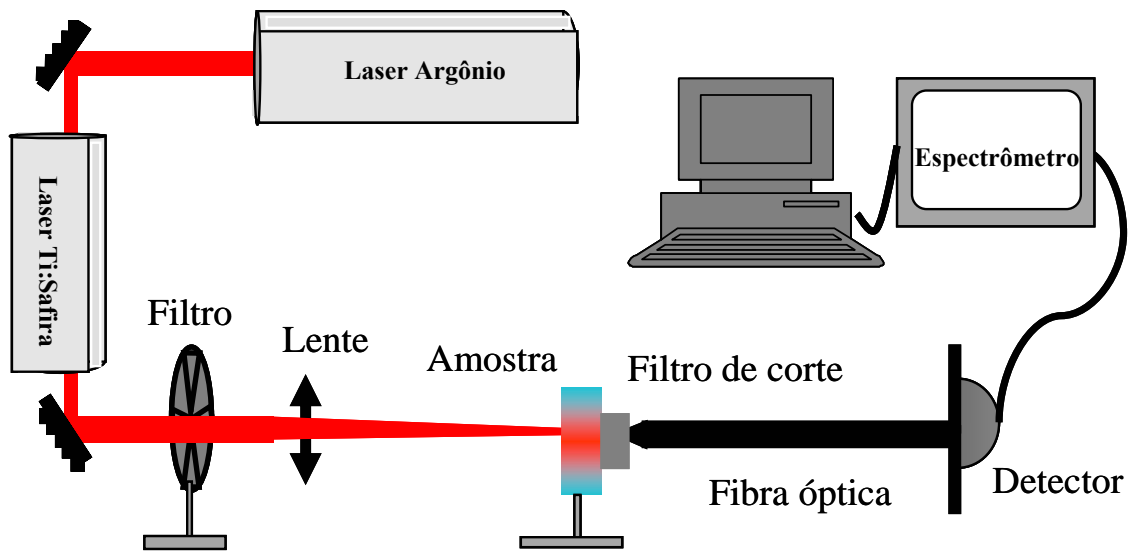 Laser Argônio
Espectrômetro
Laser Ti:Safira
Filtro
Lente
Amostra
Filtro de corte
Fibra óptica
Detector